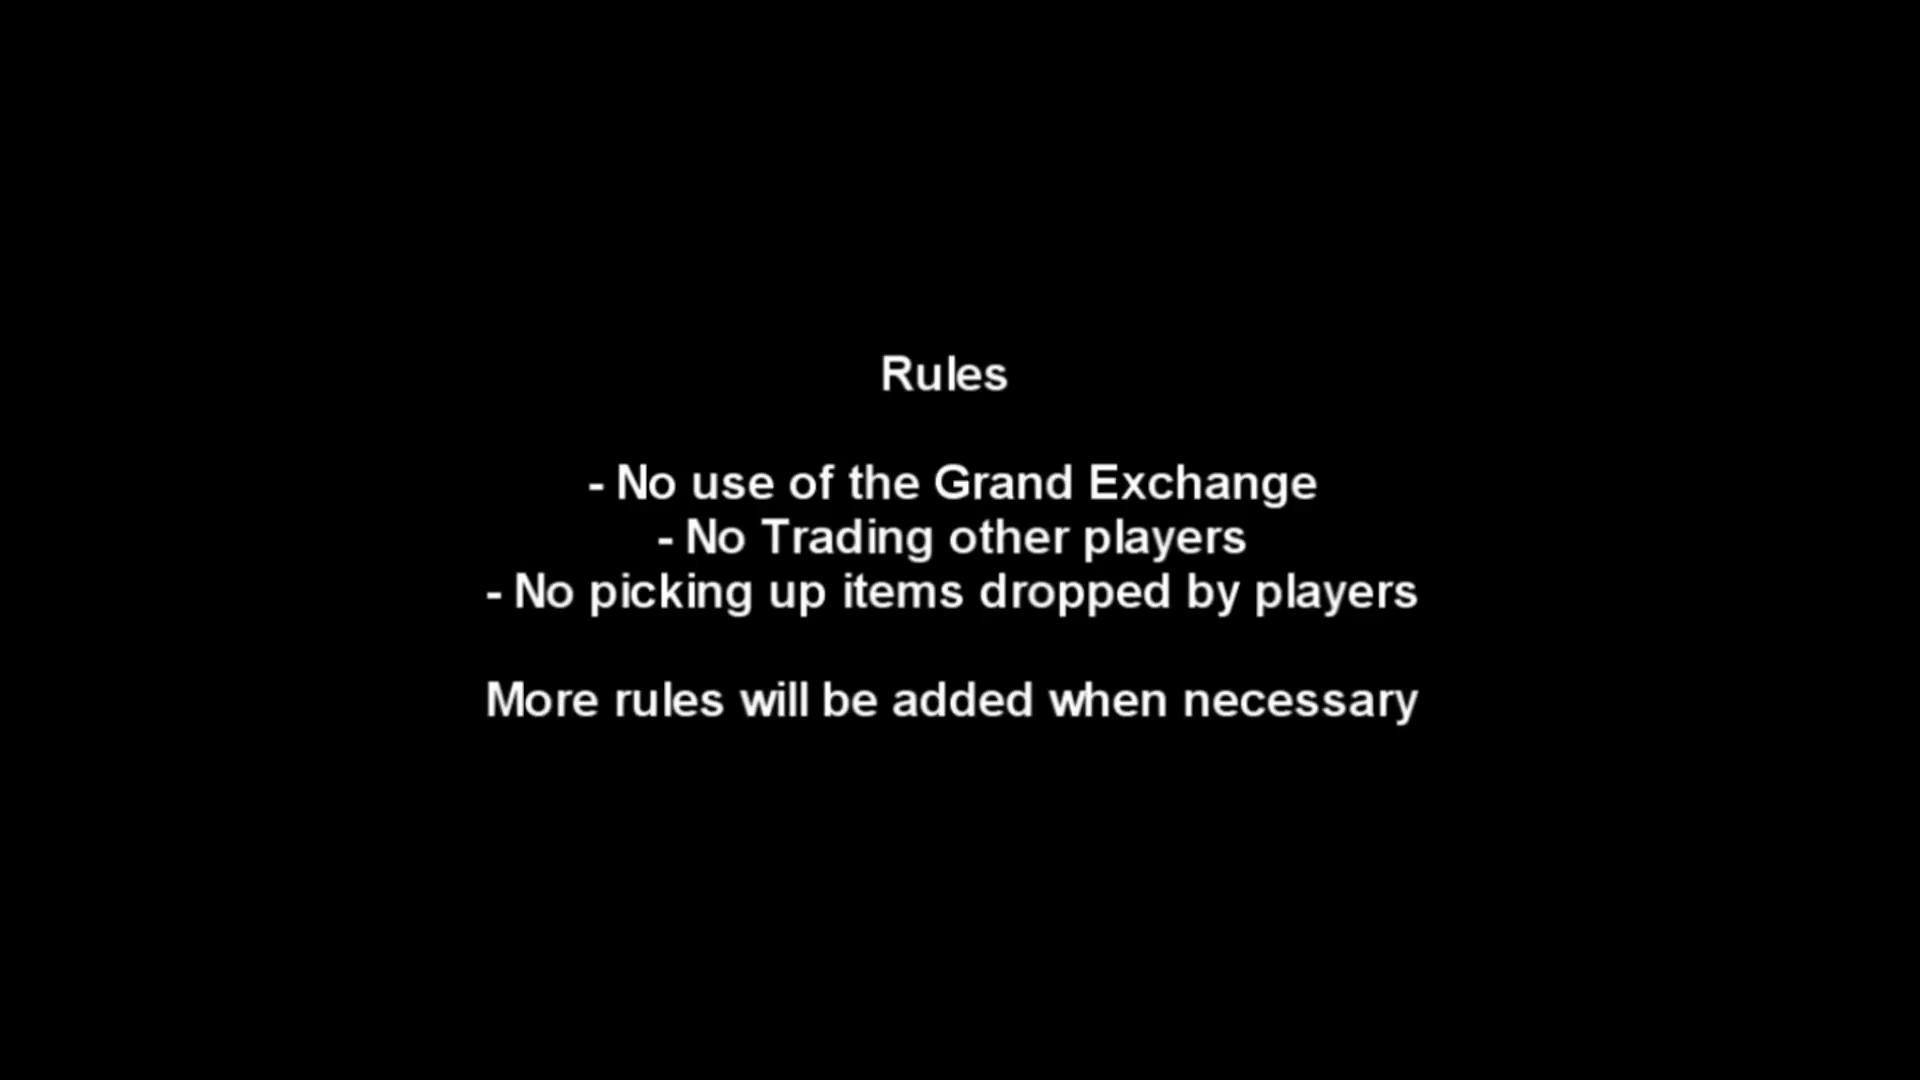 Rules
- No use of the Grand Exchange
- No Trading other players
- No picking up items dropped by players
More rules will be added when necessary